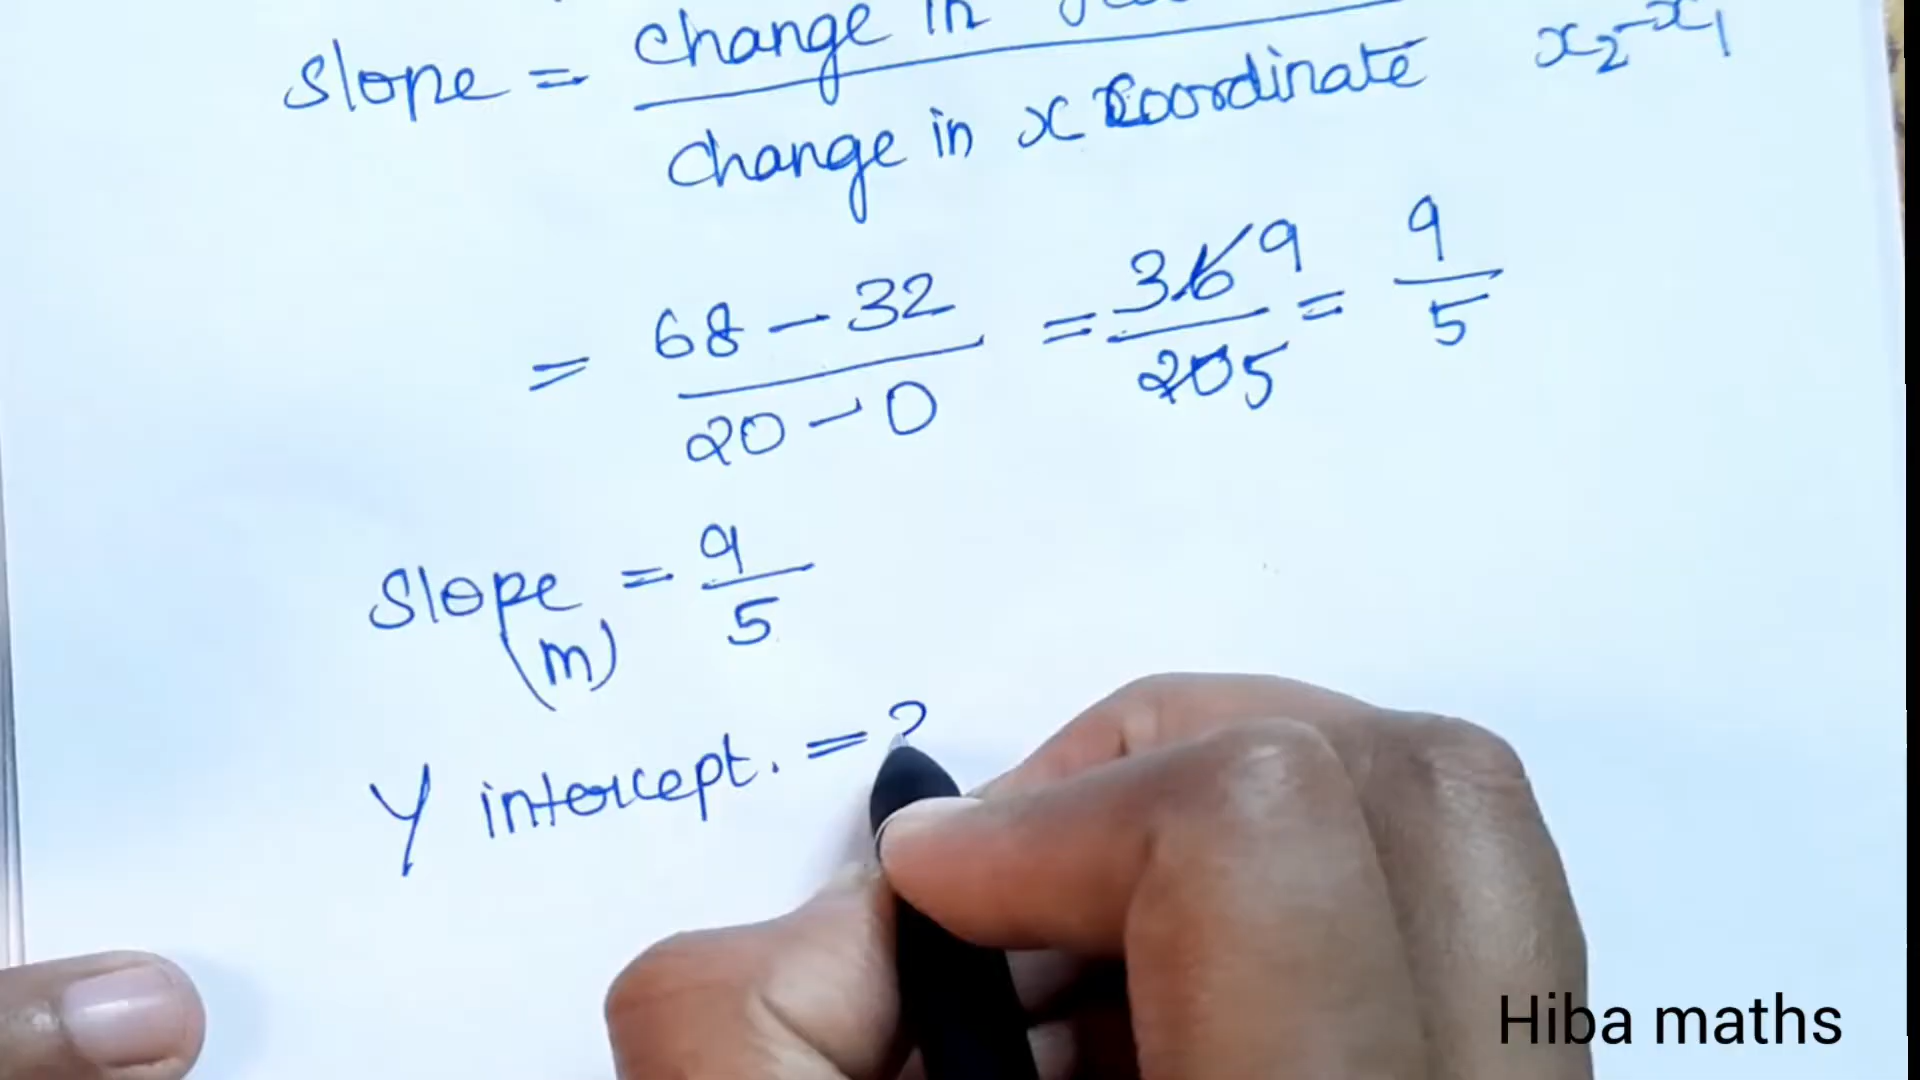 Slope = change in
change in x coordinate x₂-x₁
= 68 - 32 / 20 - 0 = 36 9 / 20 5 = 9 / 5
Slope = 9 / 5
(m)
Y intercept. = ?
Hiba maths